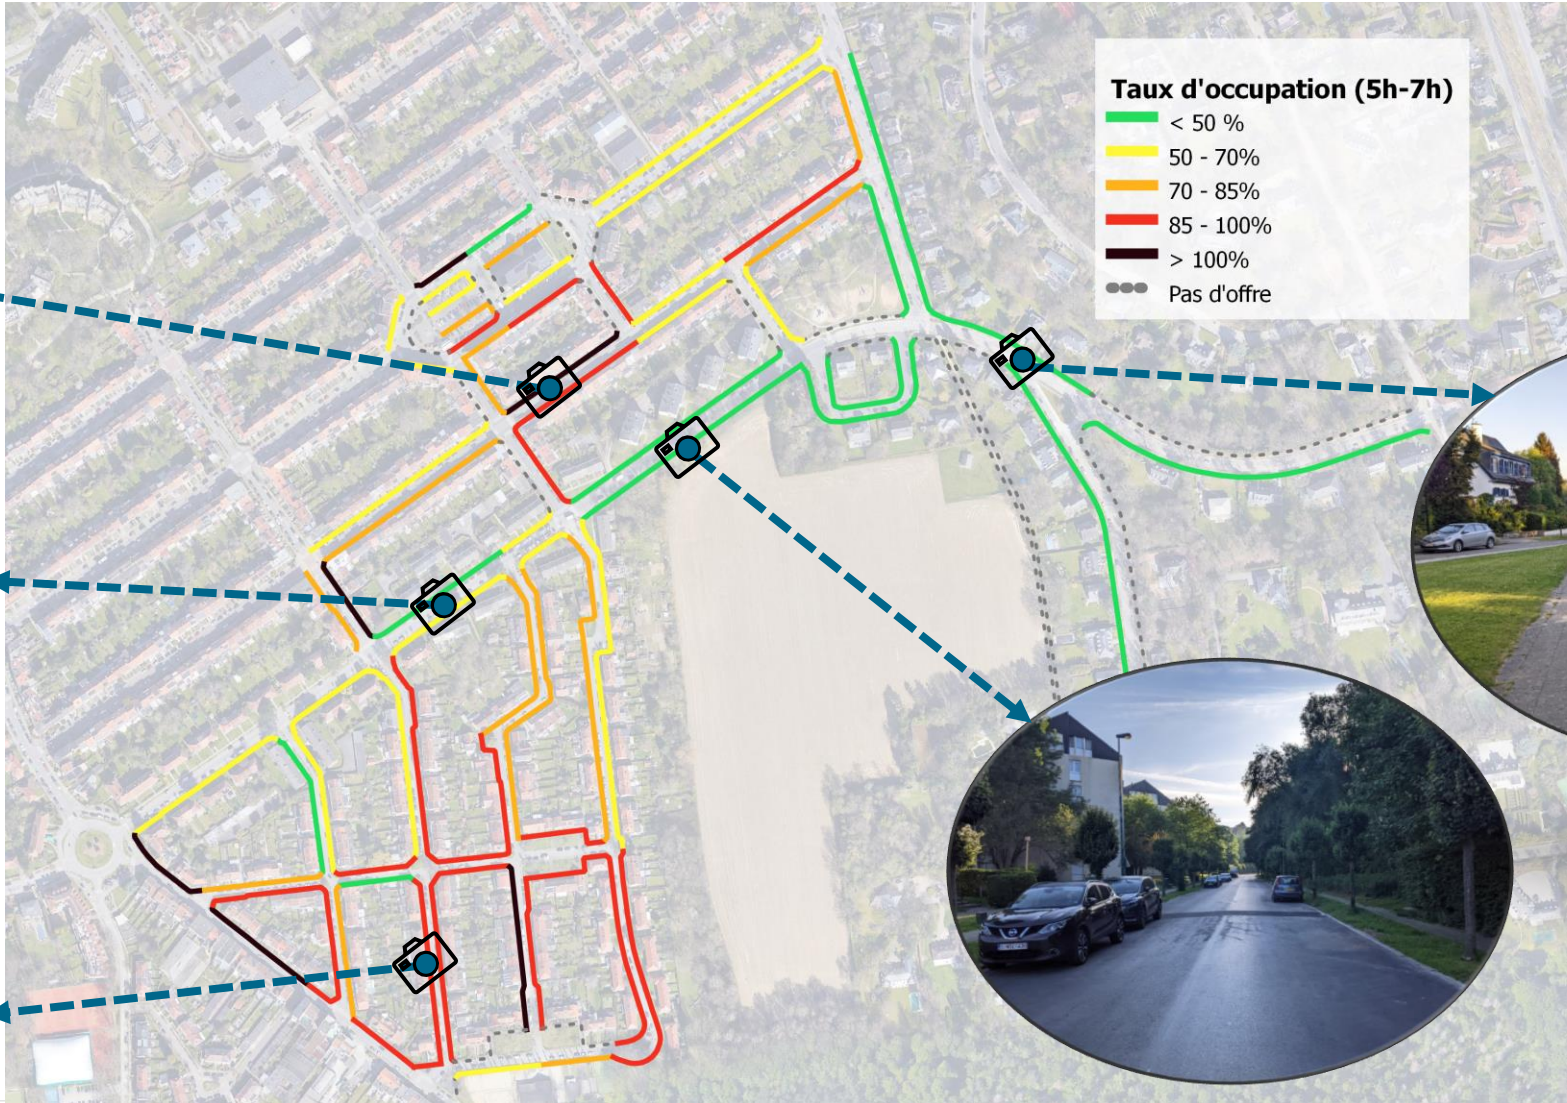 Taux d'occupation (5h-7h)
< 50 %
50 - 70%
70 - 85%
85 - 100%
> 100%
Pas d'offre